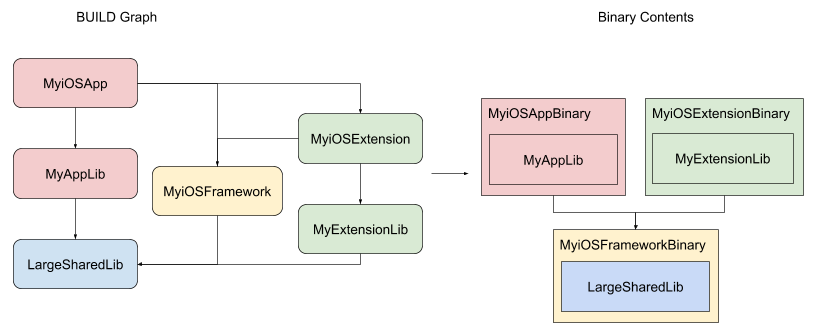 BUILD Graph
Binary Contents
MyiOSApp
MyiOSExtension
MyAppLib
MyiOSFramework
MyExtensionLib
LargeSharedLib
MyiOSAppBinary
MyAppLib
MyiOSExtensionBinary
MyExtensionLib
MyiOSFrameworkBinary
LargeSharedLib